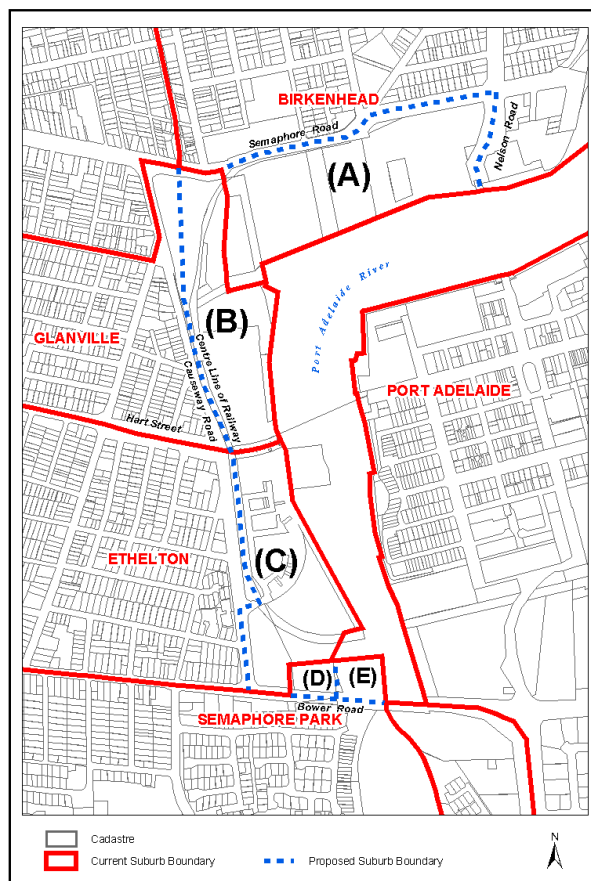 BIRKENHEAD
Semaphore Road
Nelson Road
(A)
Port Adelaide River
(B)
GLANVILLE
Centre Line of Railway
Causeway Road
PORT ADELAIDE
Hart Street
ETHELTON
(C)
(D)
(E)
Bower Road
SEMAPHORE PARK
Cadastre
Current Suburb Boundary
Proposed Suburb Boundary
N